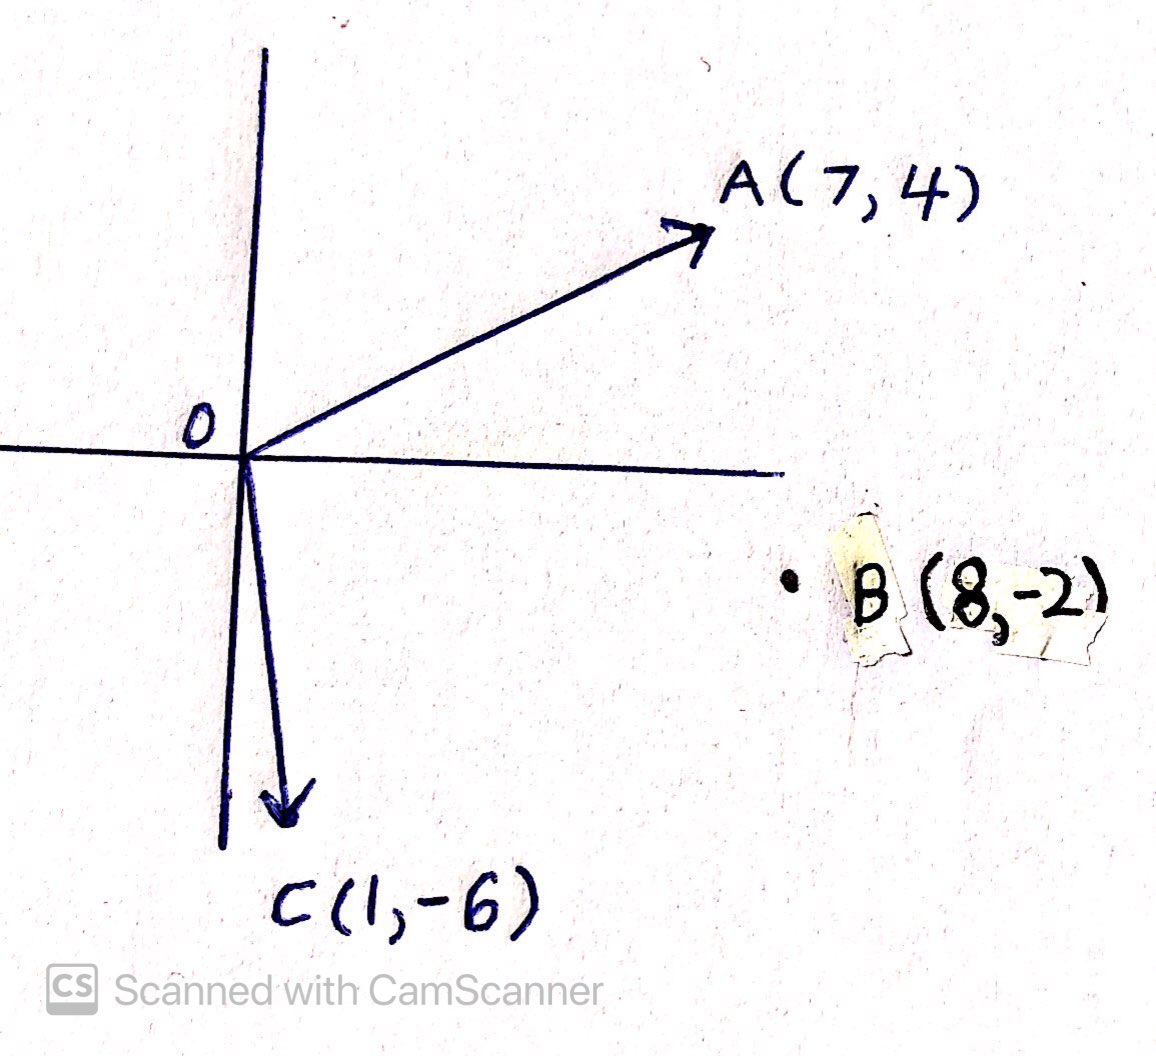 A(7,4)
O
B (8,-2)
C(1,-6)
CS Scanned with CamScanner